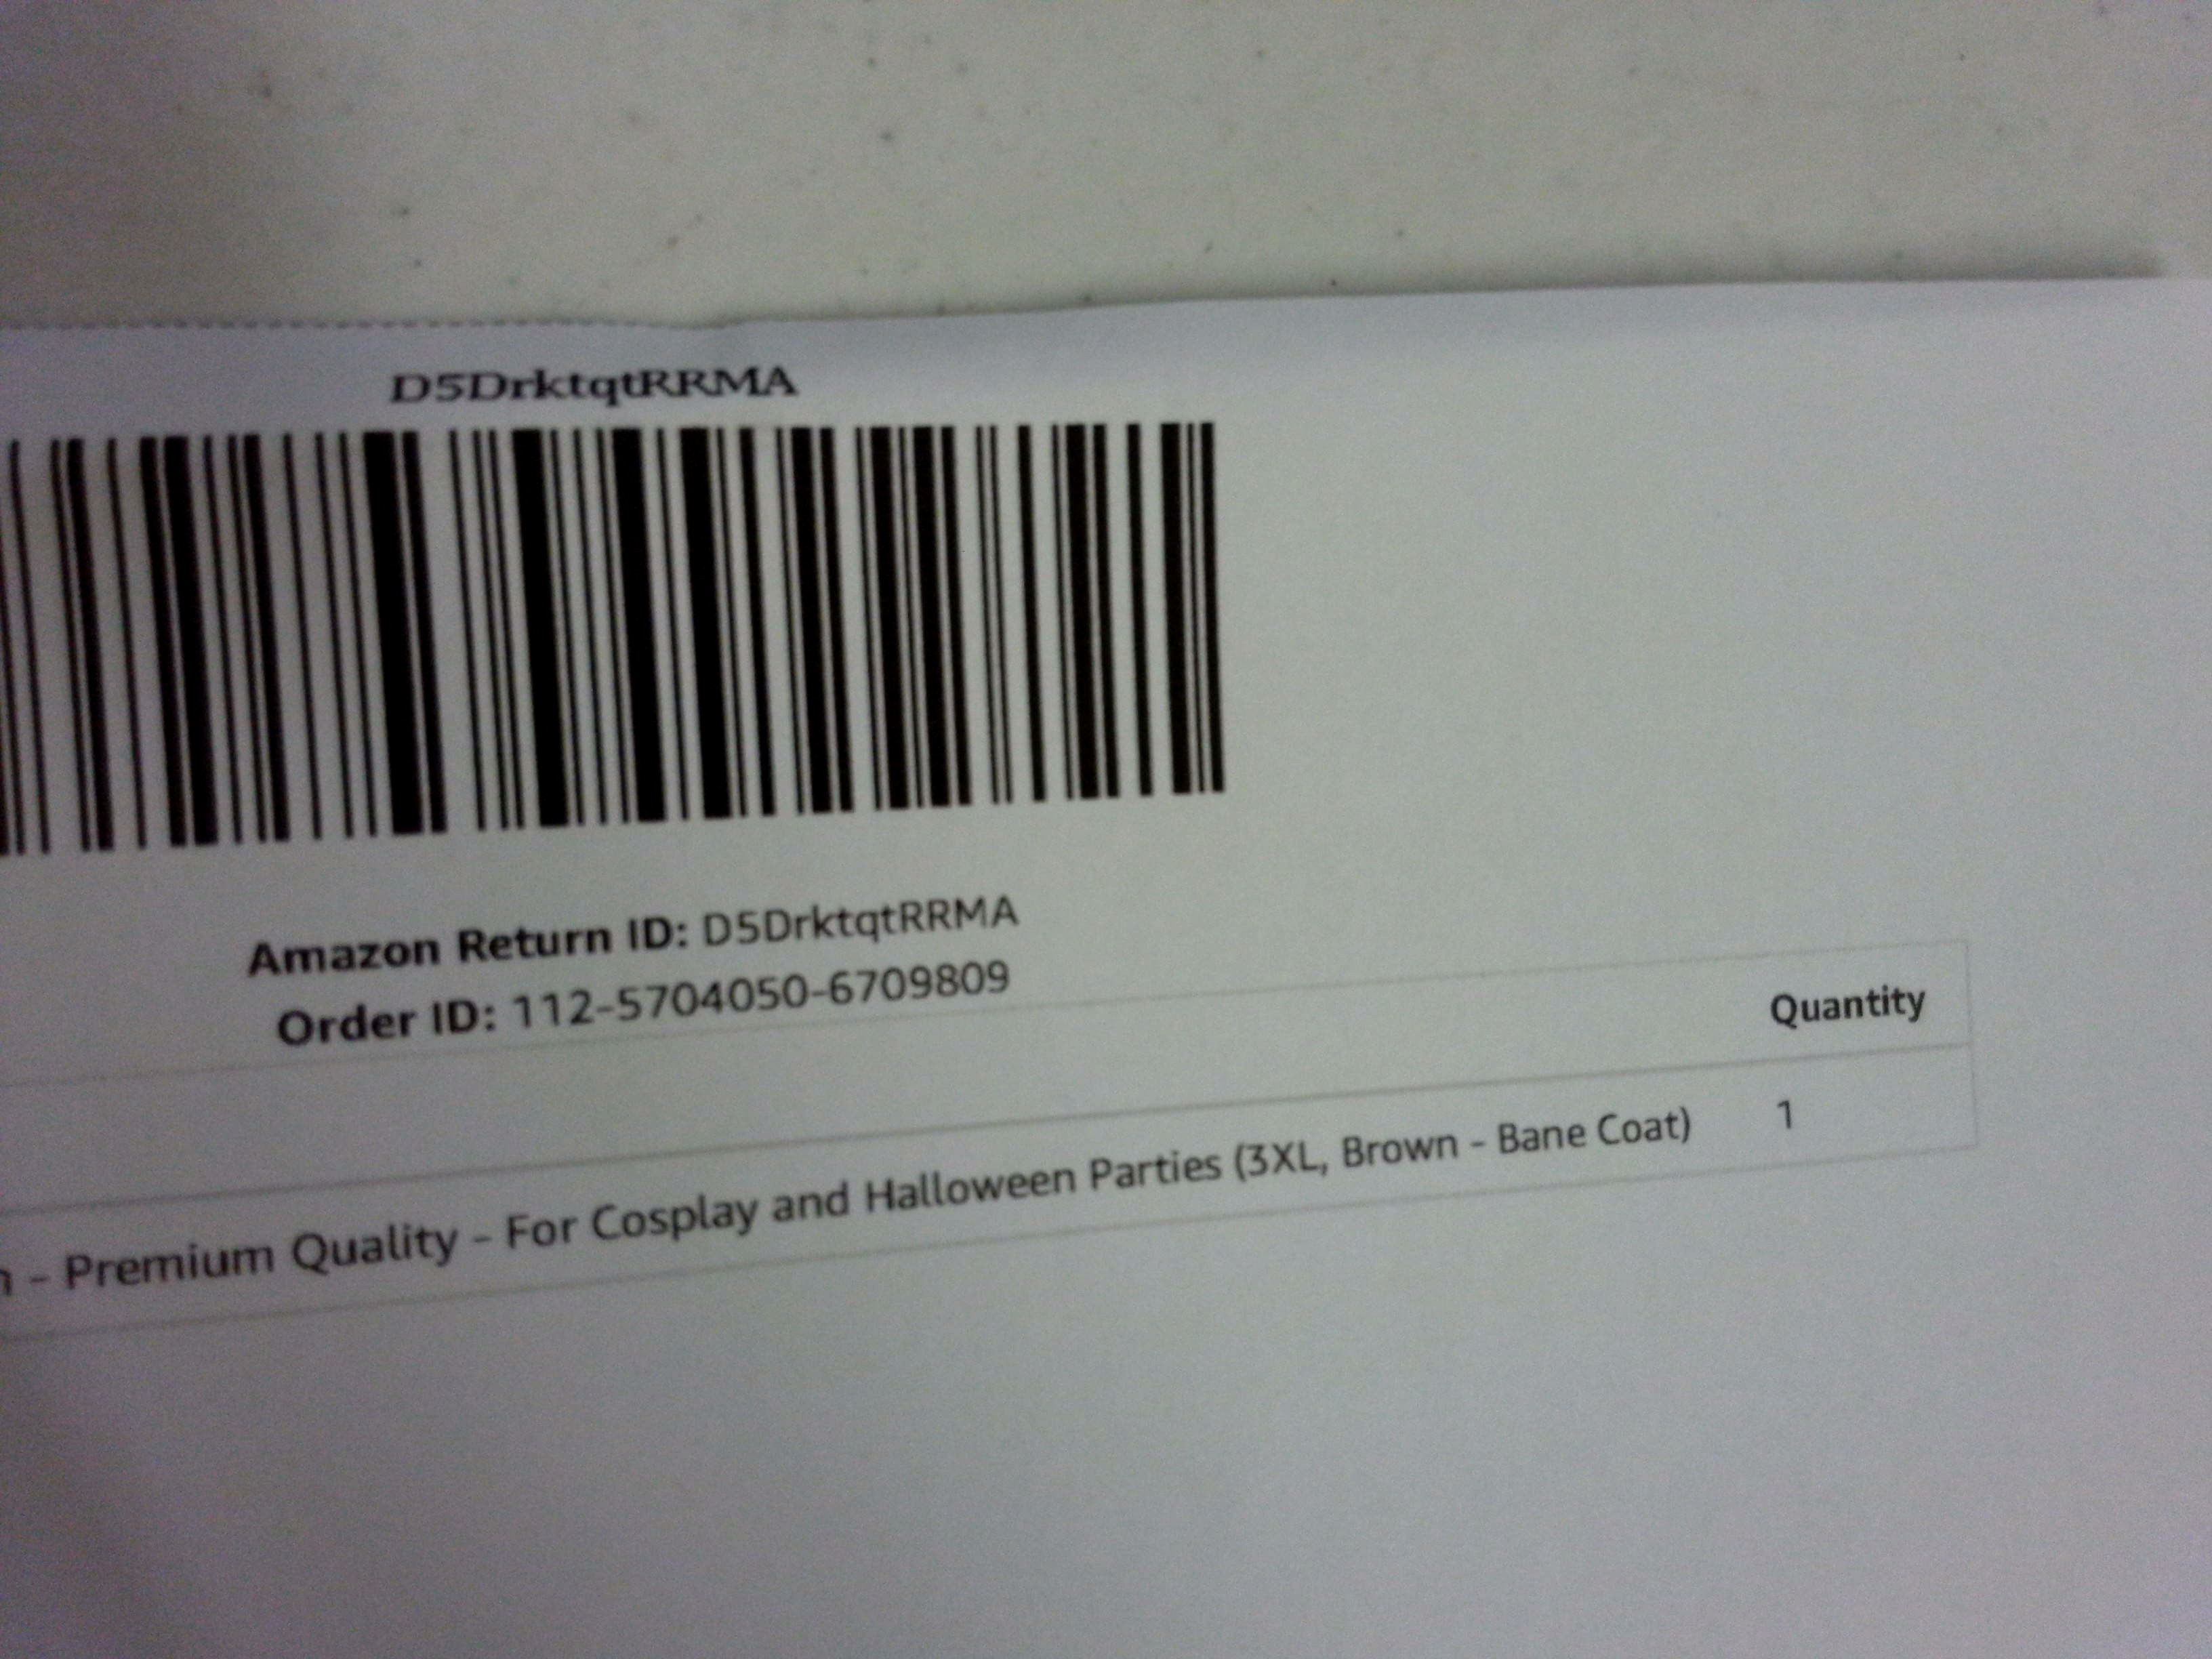 D5DrktqtRRMA
Amazon Return ID: D5DrktqtRRMA
Order ID: 112-5704050-6709809
Quantity
- Premium Quality - For Cosplay and Halloween Parties (3XL, Brown - Bane Coat) 1